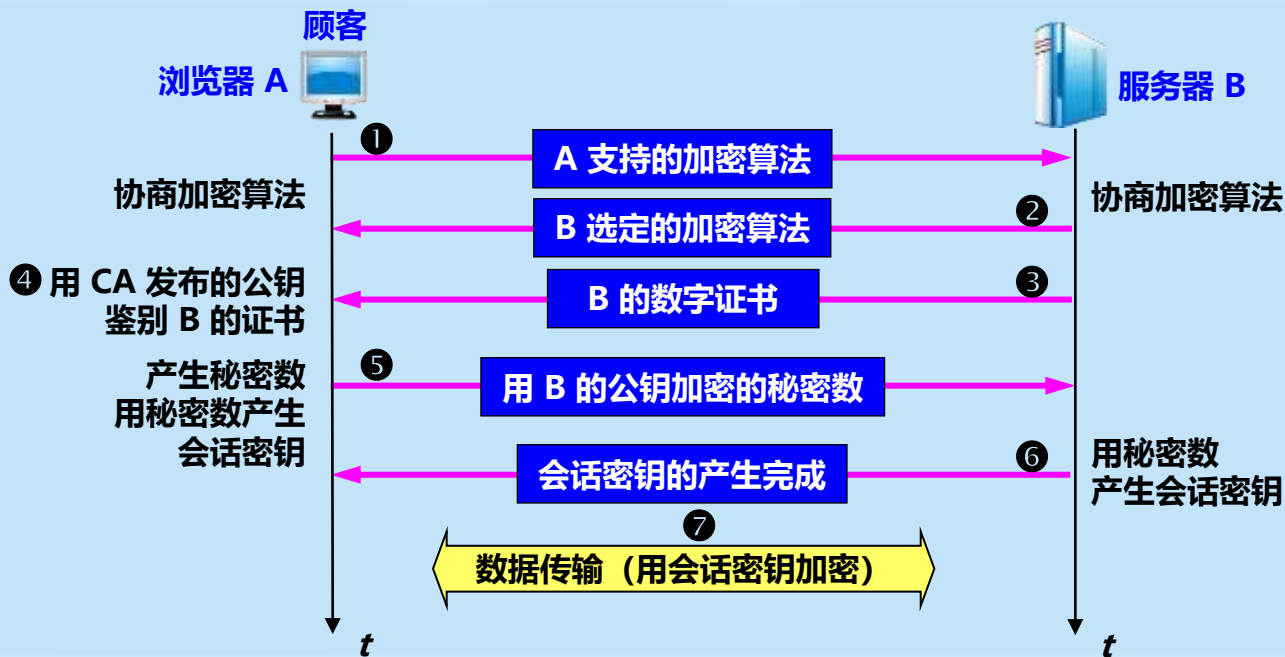 顾客
浏览器 A
服务器 B
❶
A 支持的加密算法
协商加密算法
协商加密算法
❷
B 选定的加密算法
❹ 用 CA 发布的公钥
鉴别 B 的证书
B 的数字证书
❸
产生秘密数
用秘密数产生
会话密钥
❺
用 B 的公钥加密的秘密数
会话密钥的产生完成
❻
用秘密数
产生会话密钥
❼
数据传输（用会话密钥加密）
t
t